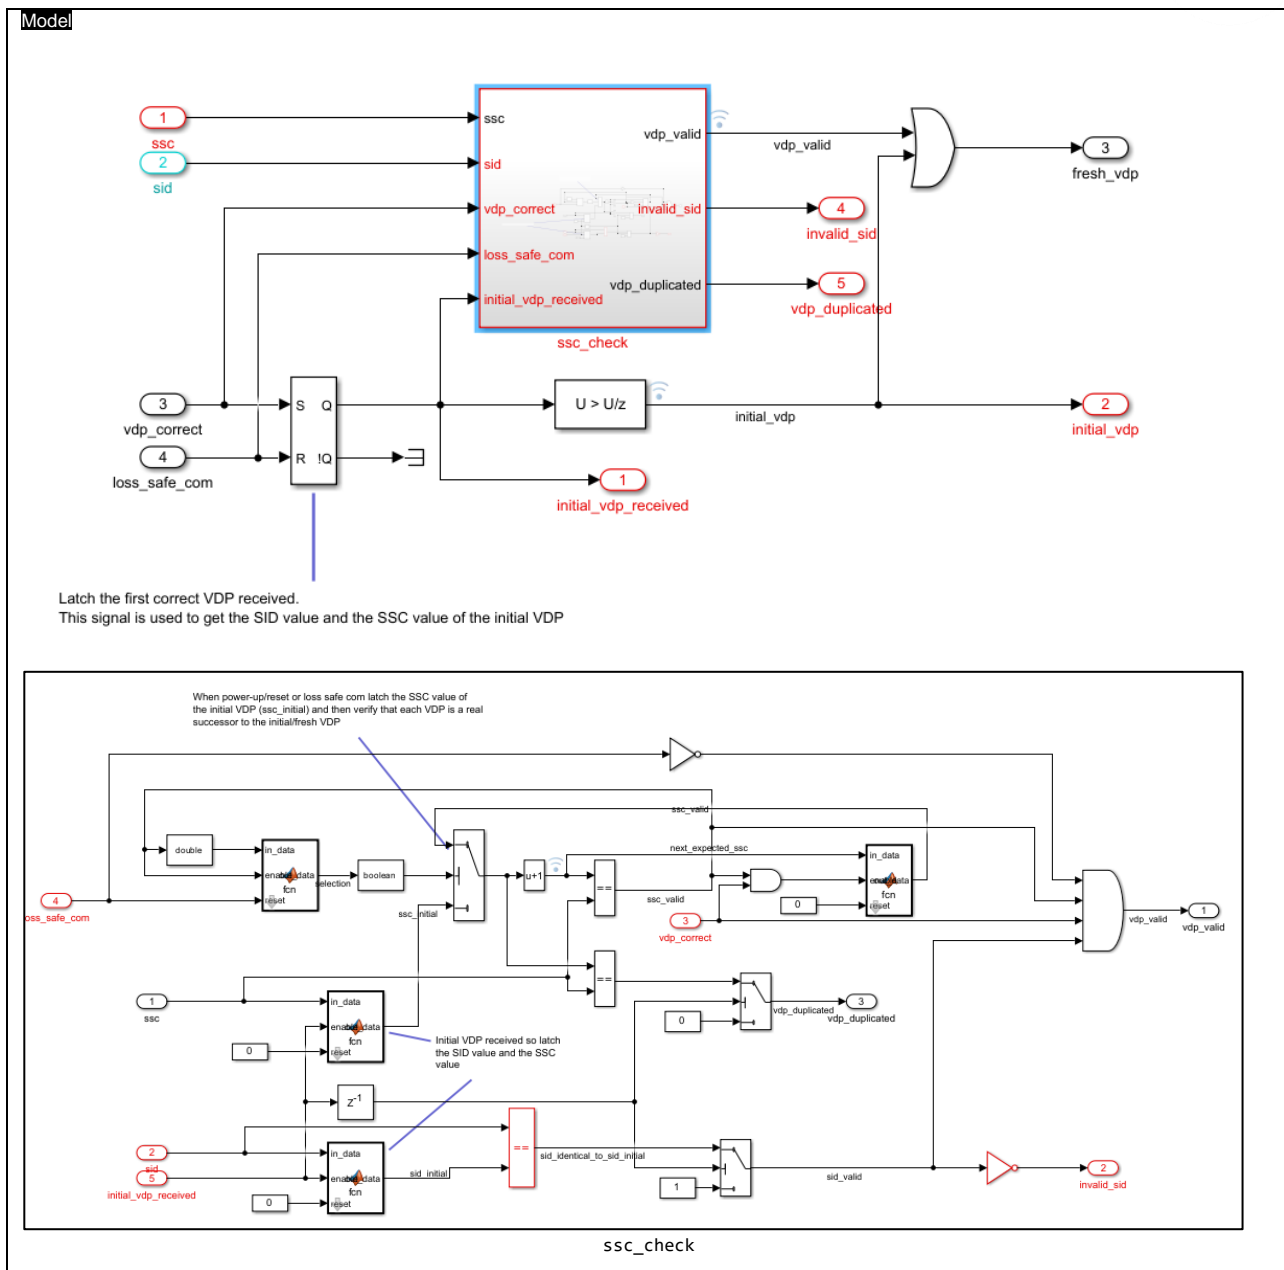 Model
1
ssc
2
sid
ssc
sid
vdp_correct
loss_safe_com
initial_vdp_received
vdp_valid
invalid_sid
vdp_duplicated
ssc_check
vdp_valid
3
fresh_vdp
4
invalid_sid
5
vdp_duplicated
3
vdp_correct
4
loss_safe_com
S Q
R !Q
U > U/z
initial_vdp
2
initial_vdp
1
initial_vdp_received
Latch the first correct VDP received.
This signal is used to get the SID value and the SSC value of the initial VDP
When power-up/reset or loss safe com latch the SSC value of
the initial VDP (ssc_initial) and then verify that each VDP is a real
successor to the initial/fresh VDP
ssc_valid
double
in_data
fcn
reset
selection
boolean
u+1
next_expected_ssc
==
ssc_valid
in_data
fcn
reset
0
4
oss_safe_com
ssc_initial
3
vdp_correct
vdp_valid
1
vdp_valid
==
1
ssc
in_data
fcn
reset
0
0
vdp_duplicated
3
vdp_duplicated
Initial VDP received so latch
the SID value and the SSC
value
Z-1
2
sid
5
initial_vdp_received
in_data
fcn
reset
0
sid_initial
==
sid_identical_to_sid_initial
1
sid_valid
2
invalid_sid
ssc_check